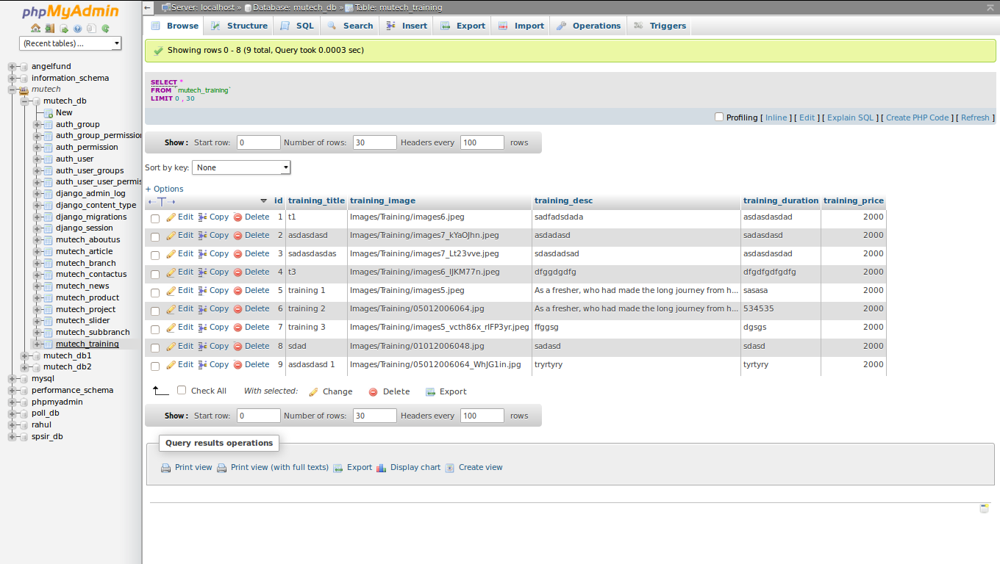 phpMyAdmin
(Recent tables) ...
angelfund
information_schema
mutech
mutech_db
New
auth_group
auth_group_permission
auth_permission
auth_user
auth_user_groups
auth_user_user_permis
django_admin_log
django_content_type
django_migrations
django_session
mutech_aboutus
mutech_article
mutech_branch
mutech_contactus
mutech_news
mutech_product
mutech_project
mutech_slider
mutech_subbranch
mutech_training
mutech_db1
mutech_db2
mysql
performance_schema
phpmyadmin
poll_db
rahul
spsir_db
Server: localhost » Database: mutech_db » Table: mutech_training
Browse Structure SQL Search Insert Export Import Operations Triggers
Showing rows 0 - 8 (9 total, Query took 0.0003 sec)
SELECT *
FROM `mutech_training`
LIMIT 0 , 30
Profiling [ Inline ] [ Edit ] [ Explain SQL ] [ Create PHP Code ] [ Refresh ]
Show : Start row: 0 Number of rows: 30 Headers every 100 rows
Sort by key: None
+ Options
←T→ id training_title training_image training_desc training_duration training_price
Edit Copy Delete 1 t1 Images/Training/images6.jpeg sadfadsdada asdasdasdad 2000
Edit Copy Delete 2 asdasdasd Images/Training/images7_kYaOJhn.jpeg asdadasd sadasdasd 2000
Edit Copy Delete 3 sadasdasdas Images/Training/images7_Lt23vve.jpeg sdasdadsad asdasdasdad 2000
Edit Copy Delete 4 t3 Images/Training/images6_IJKM77n.jpeg dfggdgdfg dfgdfgdfgdfg 2000
Edit Copy Delete 5 training 1 Images/Training/images5.jpeg As a fresher, who had made the long journey from h... sasasa 2000
Edit Copy Delete 6 training 2 Images/Training/05012006064.jpg As a fresher, who had made the long journey from h... 534535 2000
Edit Copy Delete 7 training 3 Images/Training/images5_vcth86x_rIFP3yr.jpeg ffggsg dgsgs 2000
Edit Copy Delete 8 sdad Images/Training/01012006048.jpg sadasd sdasd 2000
Edit Copy Delete 9 asdasdasd 1 Images/Training/05012006064_WhJG1in.jpg tryrtyry tyrtyry 2000
Check All With selected: Change Delete Export
Show : Start row: 0 Number of rows: 30 Headers every 100 rows
Query results operations
Print view Print view (with full texts) Export Display chart Create view